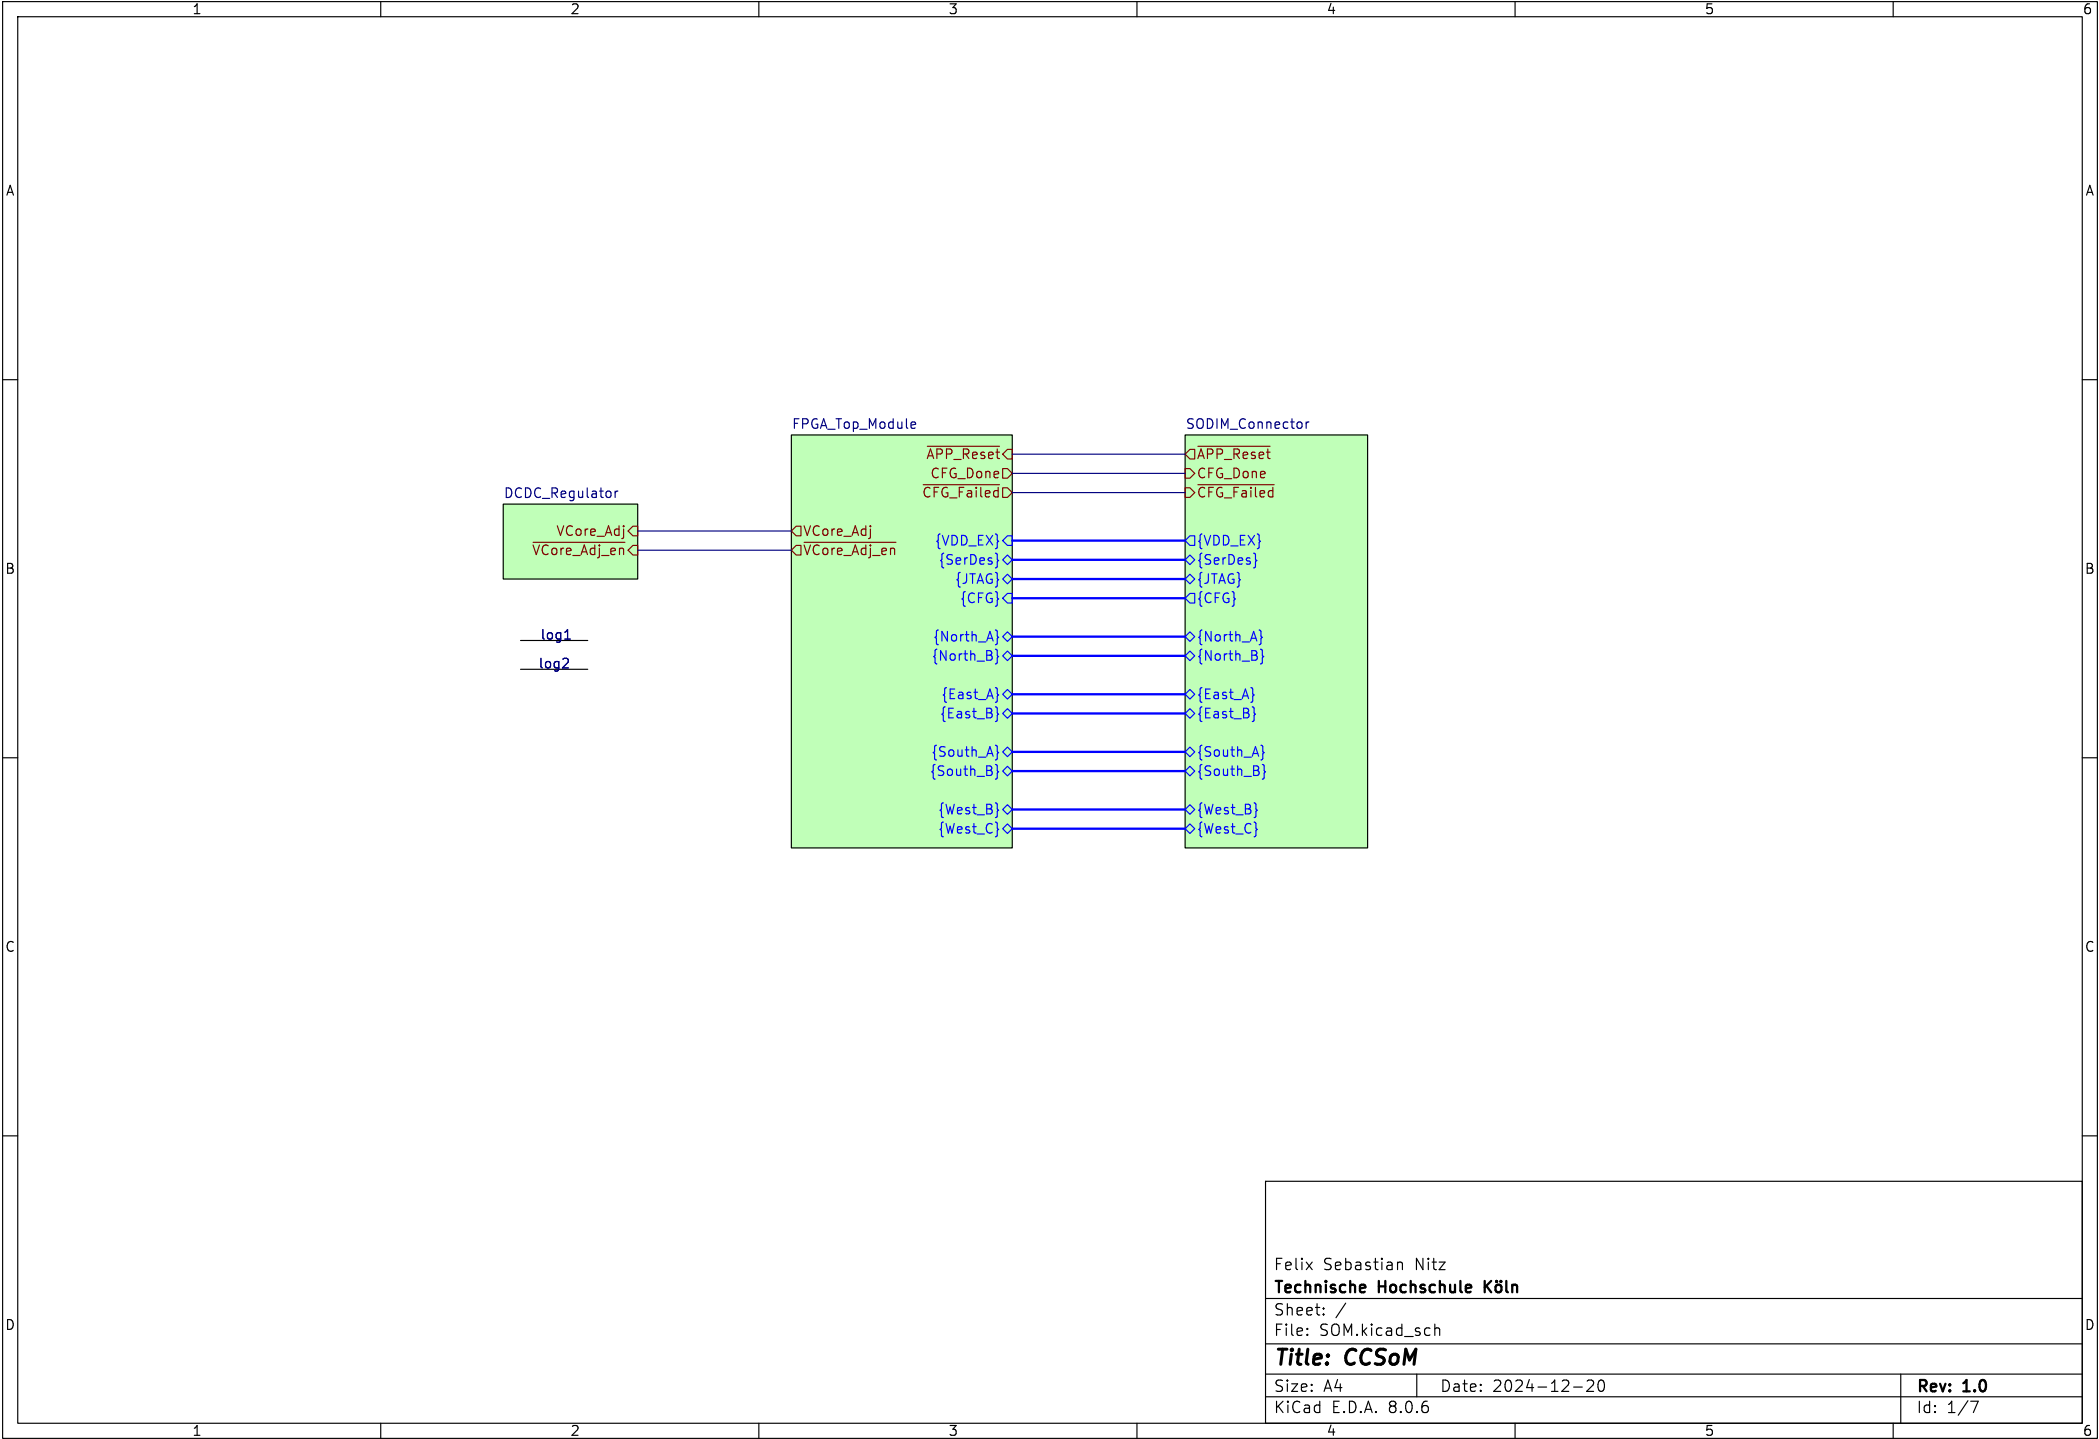 1 2 3 4 5 6
A A
FPGA_Top_Module SODIM_Connector
APP_Reset APP_Reset
CFG_Done CFG_Done
CFG_Failed CFG_Failed
DCDC_Regulator
VCore_Adj VCore_Adj
VCore_Adj_en VCore_Adj_en
{VDD_EX} {VDD_EX}
{SerDes} {SerDes}
B B
{JTAG} {JTAG}
{CFG} {CFG}
log1
{North_A} {North_A}
log2
{North_B} {North_B}
{East_A} {East_A}
{East_B} {East_B}
{South_A} {South_A}
{South_B} {South_B}
{West_B} {West_B}
{West_C} {West_C}
C C
Felix Sebastian Nitz
Technische Hochschule Köln
Sheet: /
File: SOM.kicad_sch
D D
Title: CCSoM
Size: A4 Date: 2024-12-20 Rev: 1.0
KiCad E.D.A. 8.0.6 Id: 1/7
1 2 3 4 5 6